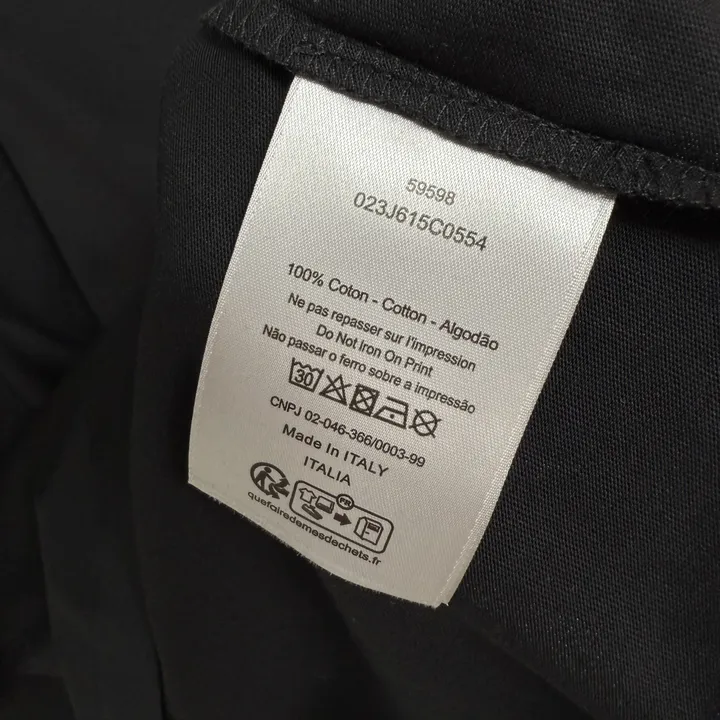 59598
023J615C0554
100% Coton - Cotton - Algodão
Ne pas repasser sur l'impression
Do Not Iron On Print
Não passar o ferro sobre a impressão
30
CNPJ 02-046-366/0003-99
Made In ITALY
ITALIA
FR
quefairedemesdechets.fr